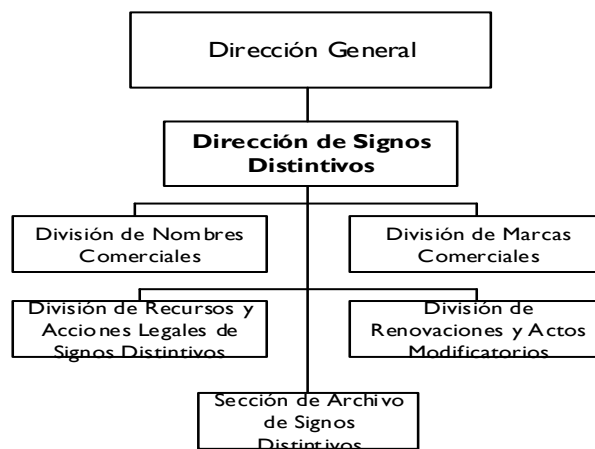 Dirección General
Dirección de Signos
Distintivos
División de Nombres
Comerciales
División de Marcas
Comerciales
División de Recursos y
Acciones Legales de
Signos Distintivos
División de
Renovaciones y Actos
Modificatorios
Sección de Archivo
de Signos
Distintivos